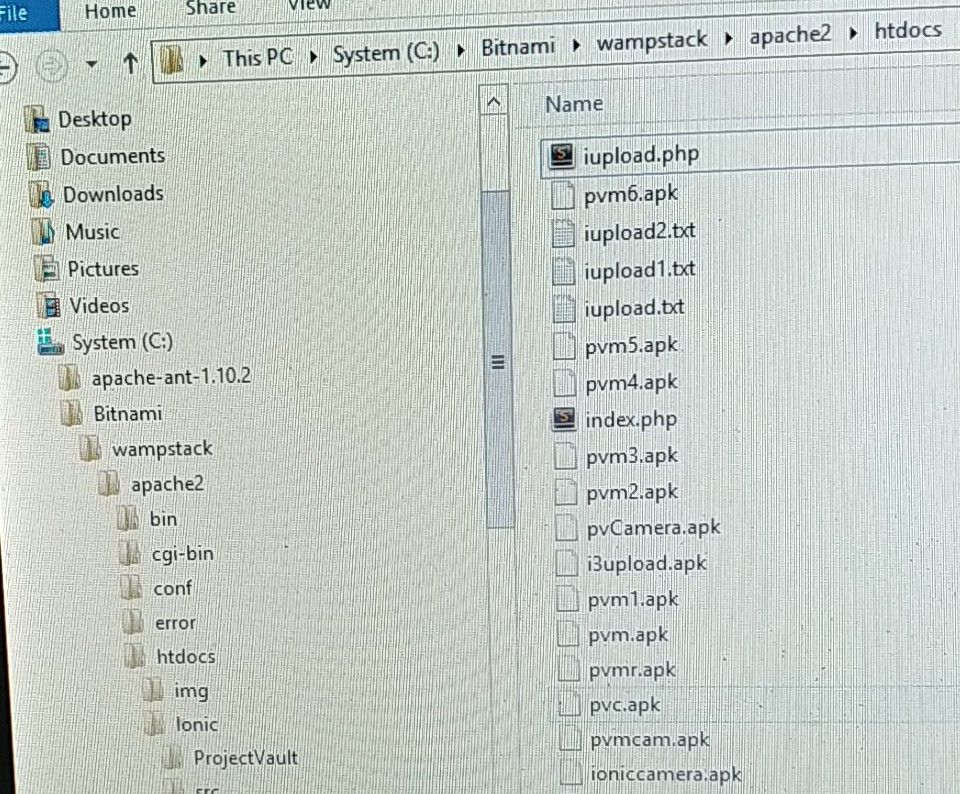 File Home Share View
This PC System (C:) Bitnami wampstack apache2 htdocs
Desktop
Documents
Downloads
Music
Pictures
Videos
System (C:)
apache-ant-1.10.2
Bitnami
wampstack
apache2
bin
cgi-bin
conf
error
htdocs
img
Ionic
ProjectVault
src
Name
iupload.php
pvm6.apk
iupload2.txt
iupload1.txt
iupload.txt
pvm5.apk
pvm4.apk
index.php
pvm3.apk
pvm2.apk
pvCamera.apk
i3upload.apk
pvm1.apk
pvm.apk
pvmr.apk
pvc.apk
pvmcam.apk
ioniccamera.apk